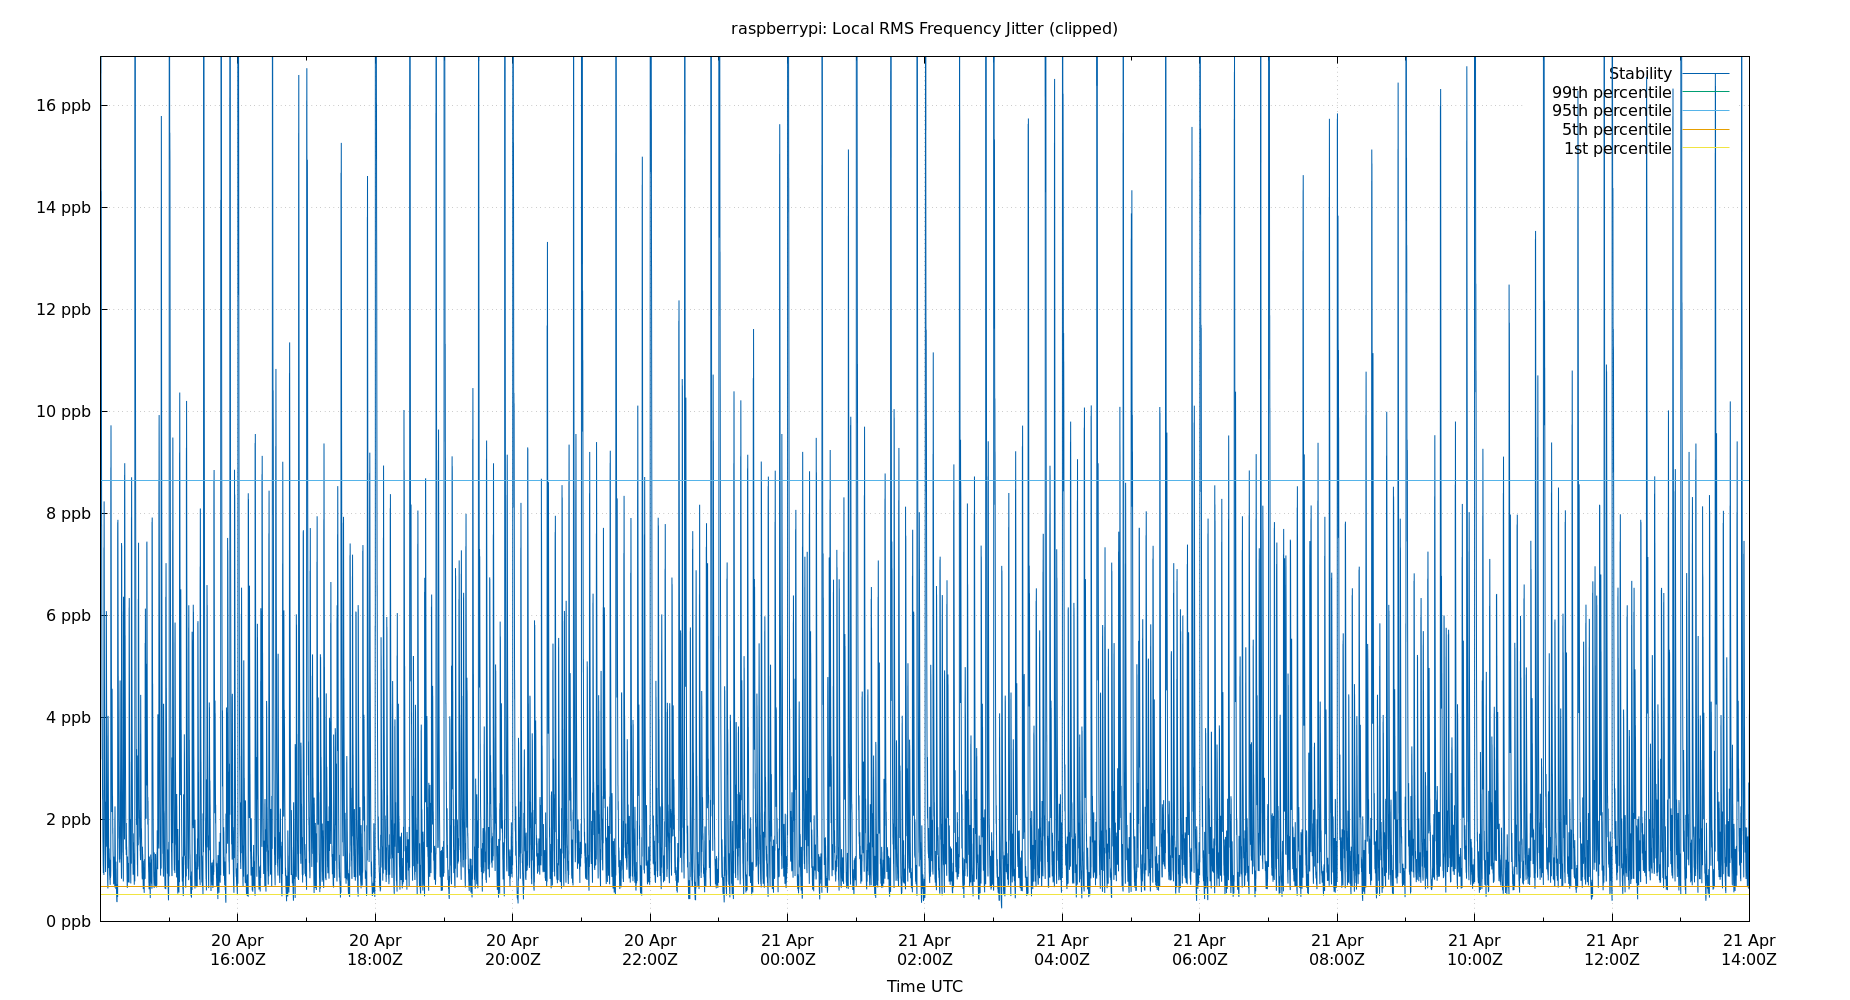 raspberrypi: Local RMS Frequency Jitter (clipped)
Stability
99th percentile
95th percentile
5th percentile
1st percentile
16 ppb
14 ppb
12 ppb
10 ppb
8 ppb
6 ppb
4 ppb
2 ppb
0 ppb
20 Apr 20 Apr 20 Apr 20 Apr 21 Apr 21 Apr 21 Apr 21 Apr 21 Apr 21 Apr 21 Apr 21 Apr
16:00Z 18:00Z 20:00Z 22:00Z 00:00Z 02:00Z 04:00Z 06:00Z 08:00Z 10:00Z 12:00Z 14:00Z
Time UTC